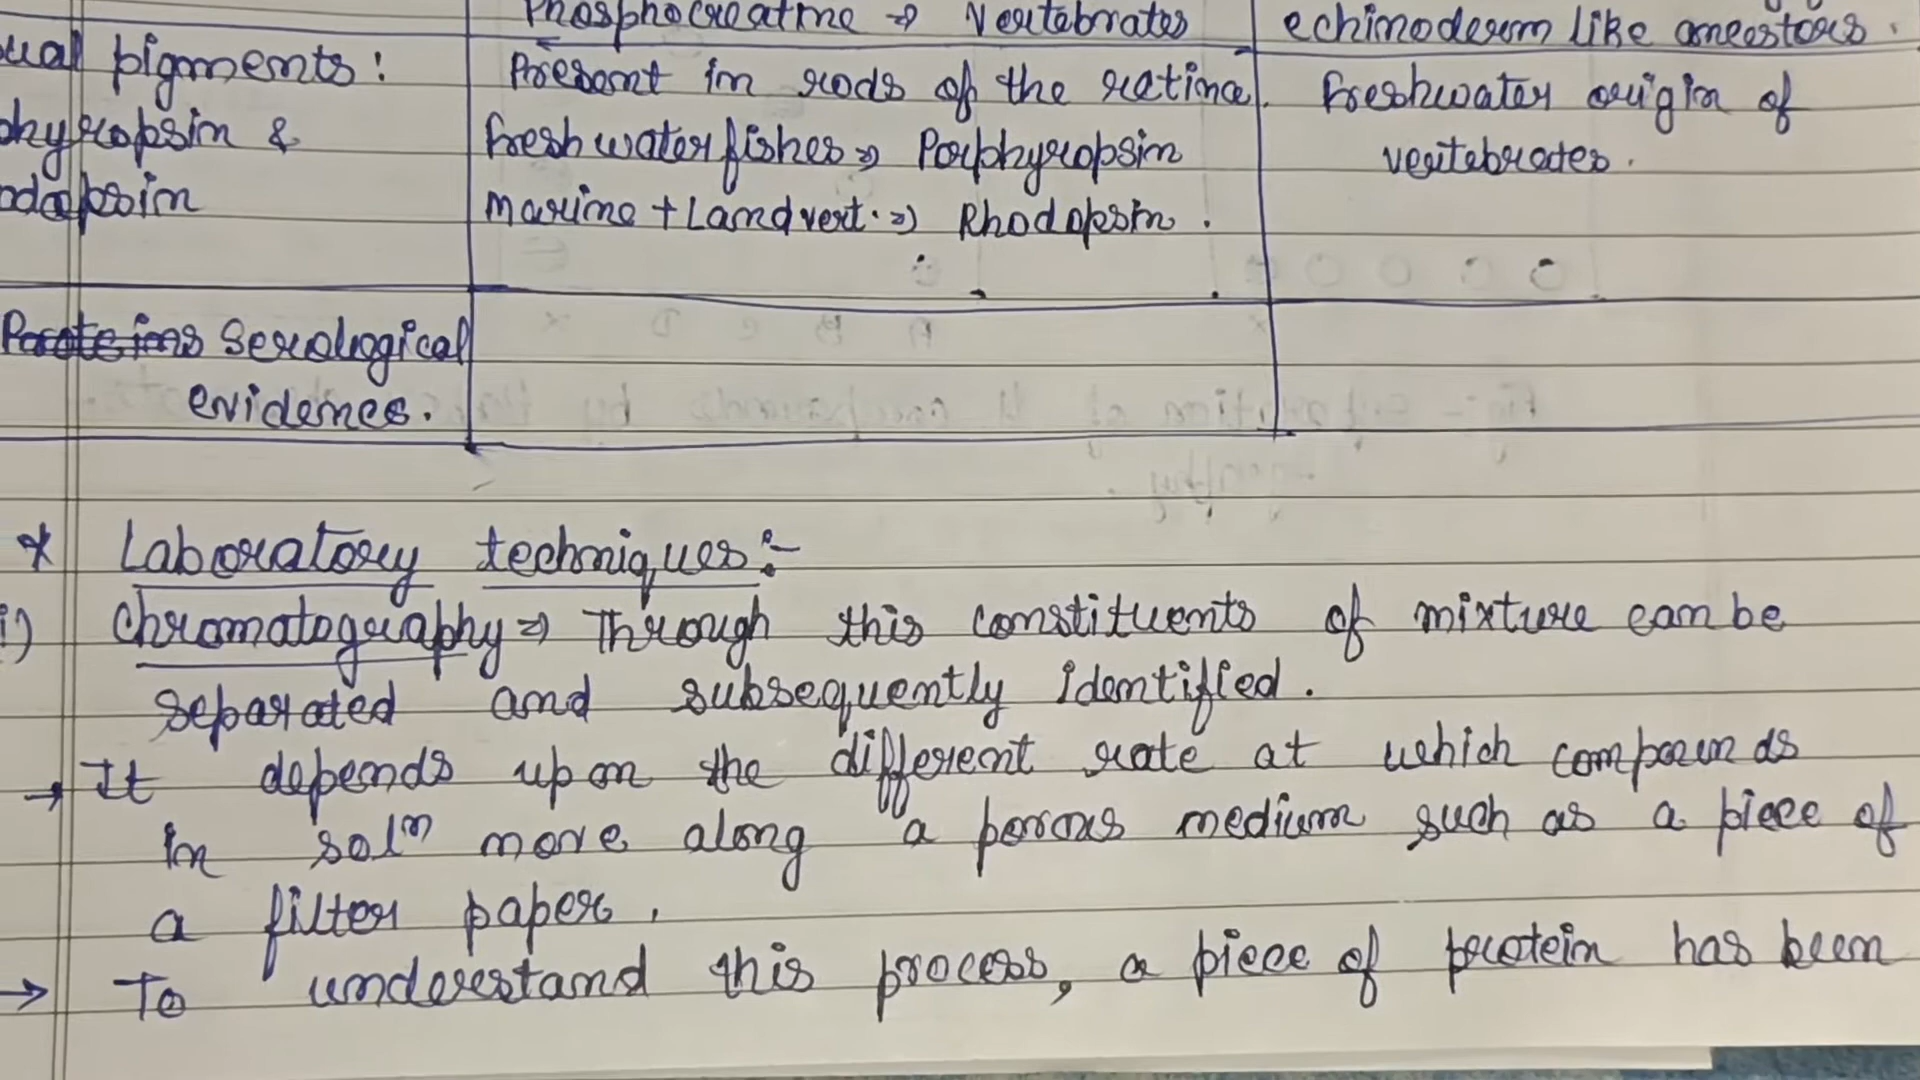 Phosphocreatine ⇒ Vertebrates
echinoderm like ancestors.
ual pigments:
Present in rods of the retina.
Freshwater origin of
phyropsin &
freshwater fishes ⇒ Porphyropsin
vertebrates.
odopsin
Marine + Land vert. ⇒ Rhodopsin.
Proteins Serological
evidences.
* Laboratory techniques:-
i) Chromatography ⇒ Through this constituents of mixture can be
separated and subsequently identified.
→ It depends upon the different rate at which compounds
in solⁿ move along a porous medium such as a piece of
a filter paper.
→ To understand this process, a piece of protein has been